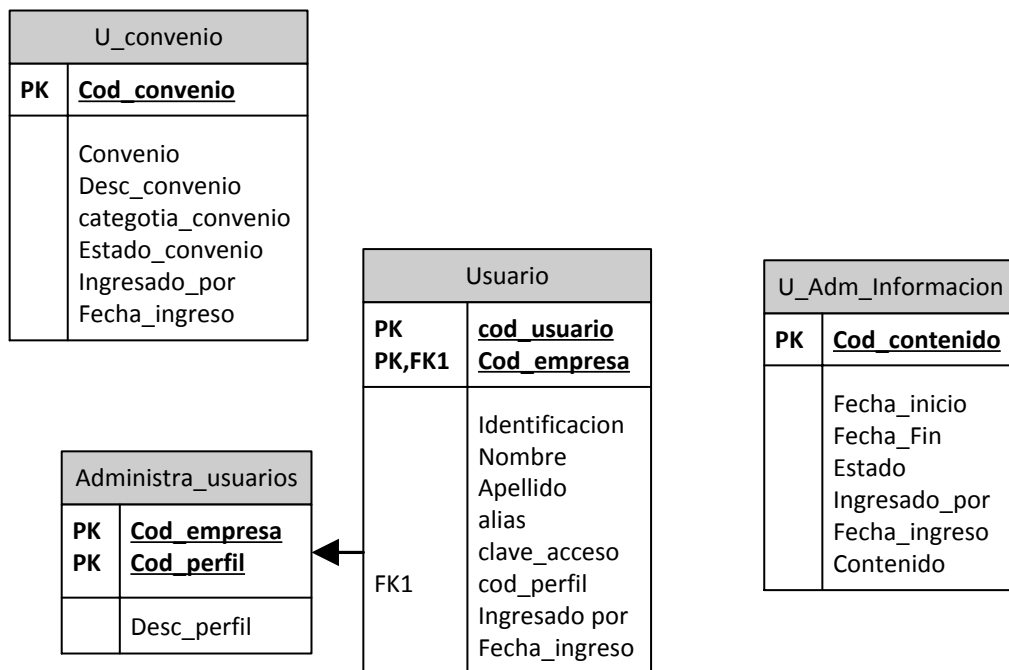 U_convenio
PK Cod_convenio
Convenio
Desc_convenio
categotia_convenio
Estado_convenio
Ingresado_por
Fecha_ingreso
Usuario
PK cod_usuario
PK,FK1 Cod_empresa
Identificacion
Nombre
Apellido
alias
clave_acceso
FK1 cod_perfil
Ingresado por
Fecha_ingreso
U_Adm_Informacion
PK Cod_contenido
Fecha_inicio
Fecha_Fin
Estado
Ingresado_por
Fecha_ingreso
Contenido
Administra_usuarios
PK Cod_empresa
PK Cod_perfil
Desc_perfil